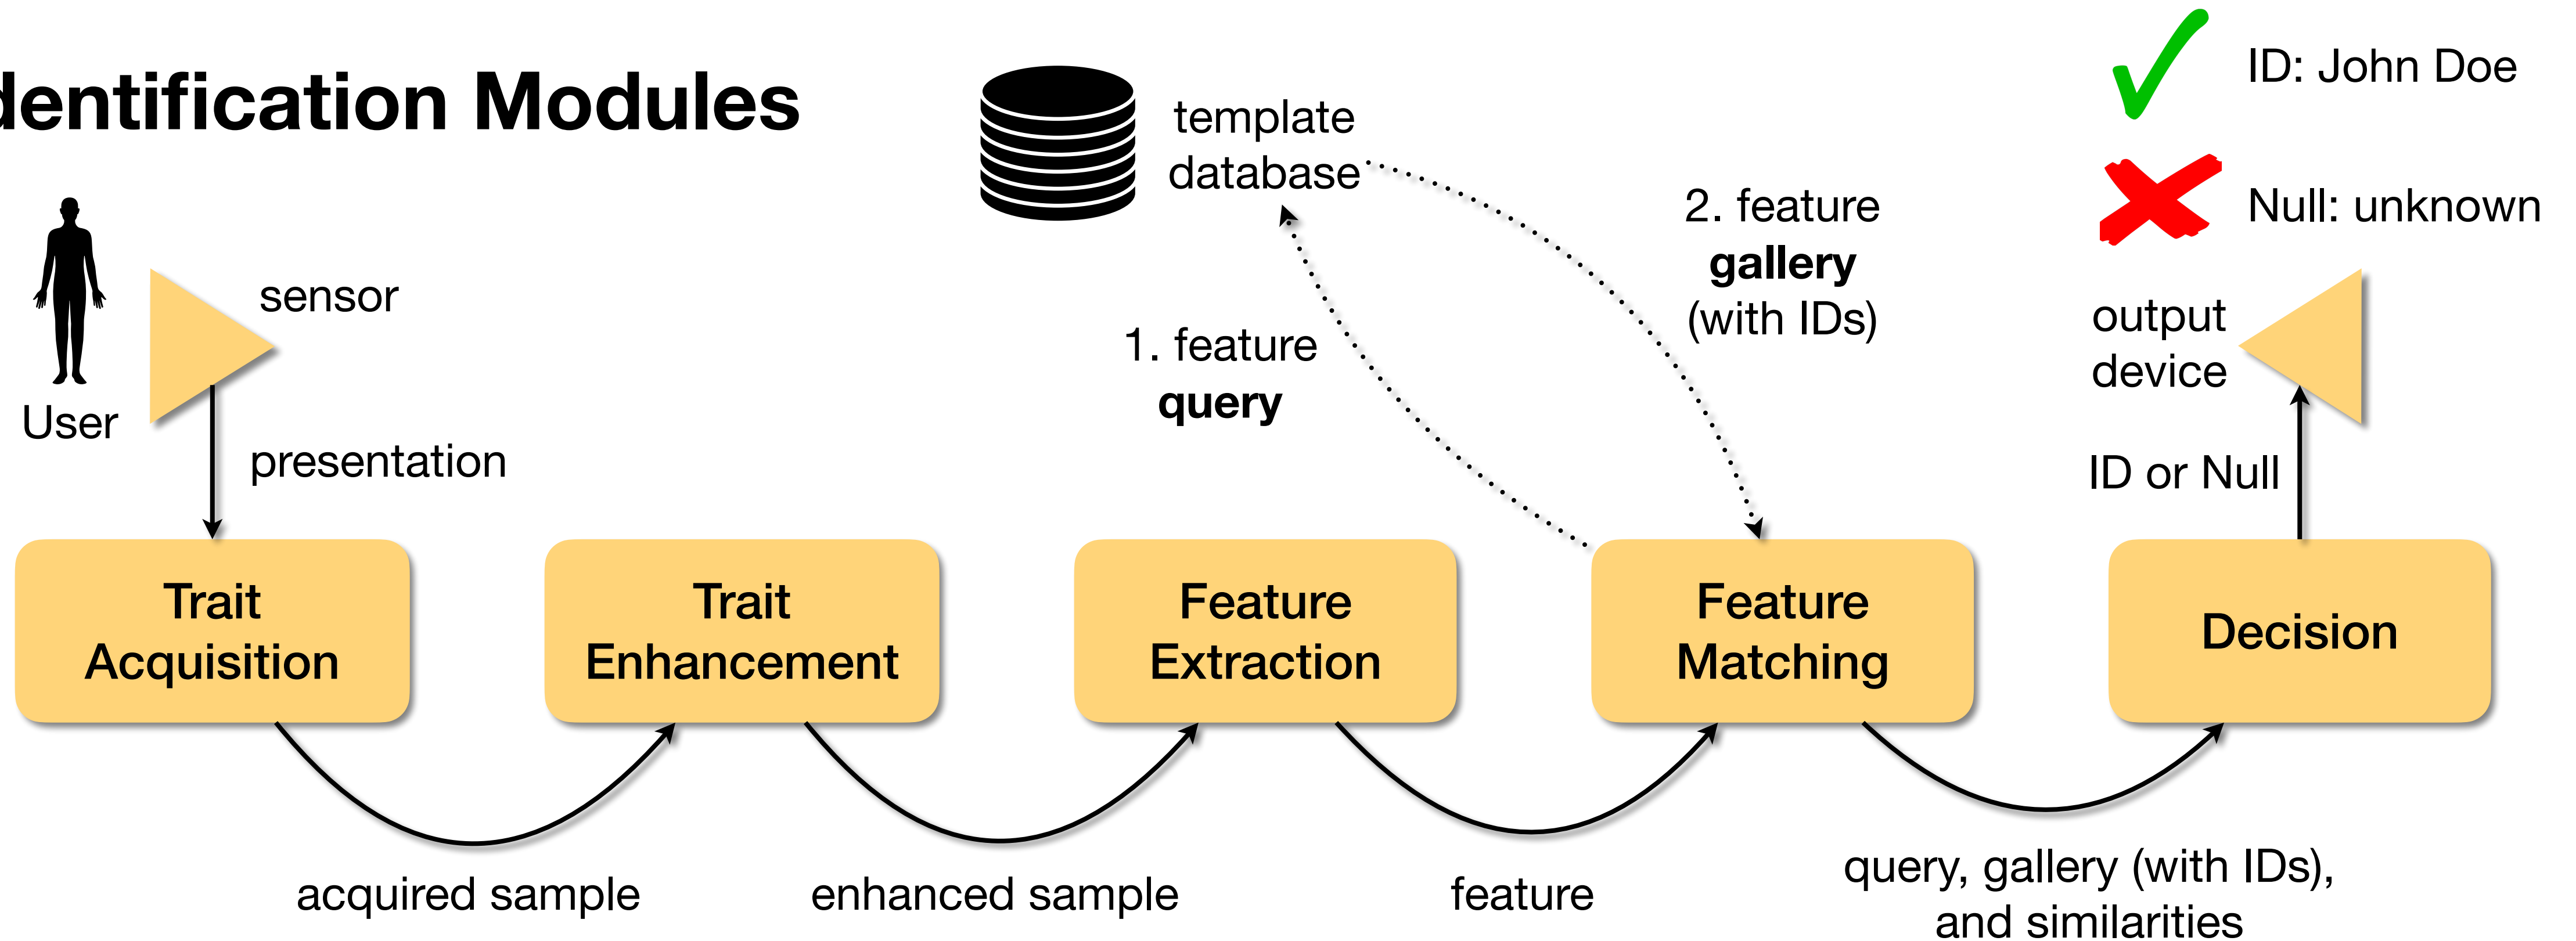 dentification Modules
User
sensor
presentation
template
database
1. feature
query
2. feature
gallery
(with IDs)
ID: John Doe
Null: unknown
output
device
ID or Null
Trait
Acquisition
Trait
Enhancement
Feature
Extraction
Feature
Matching
Decision
acquired sample
enhanced sample
feature
query, gallery (with IDs),
and similarities